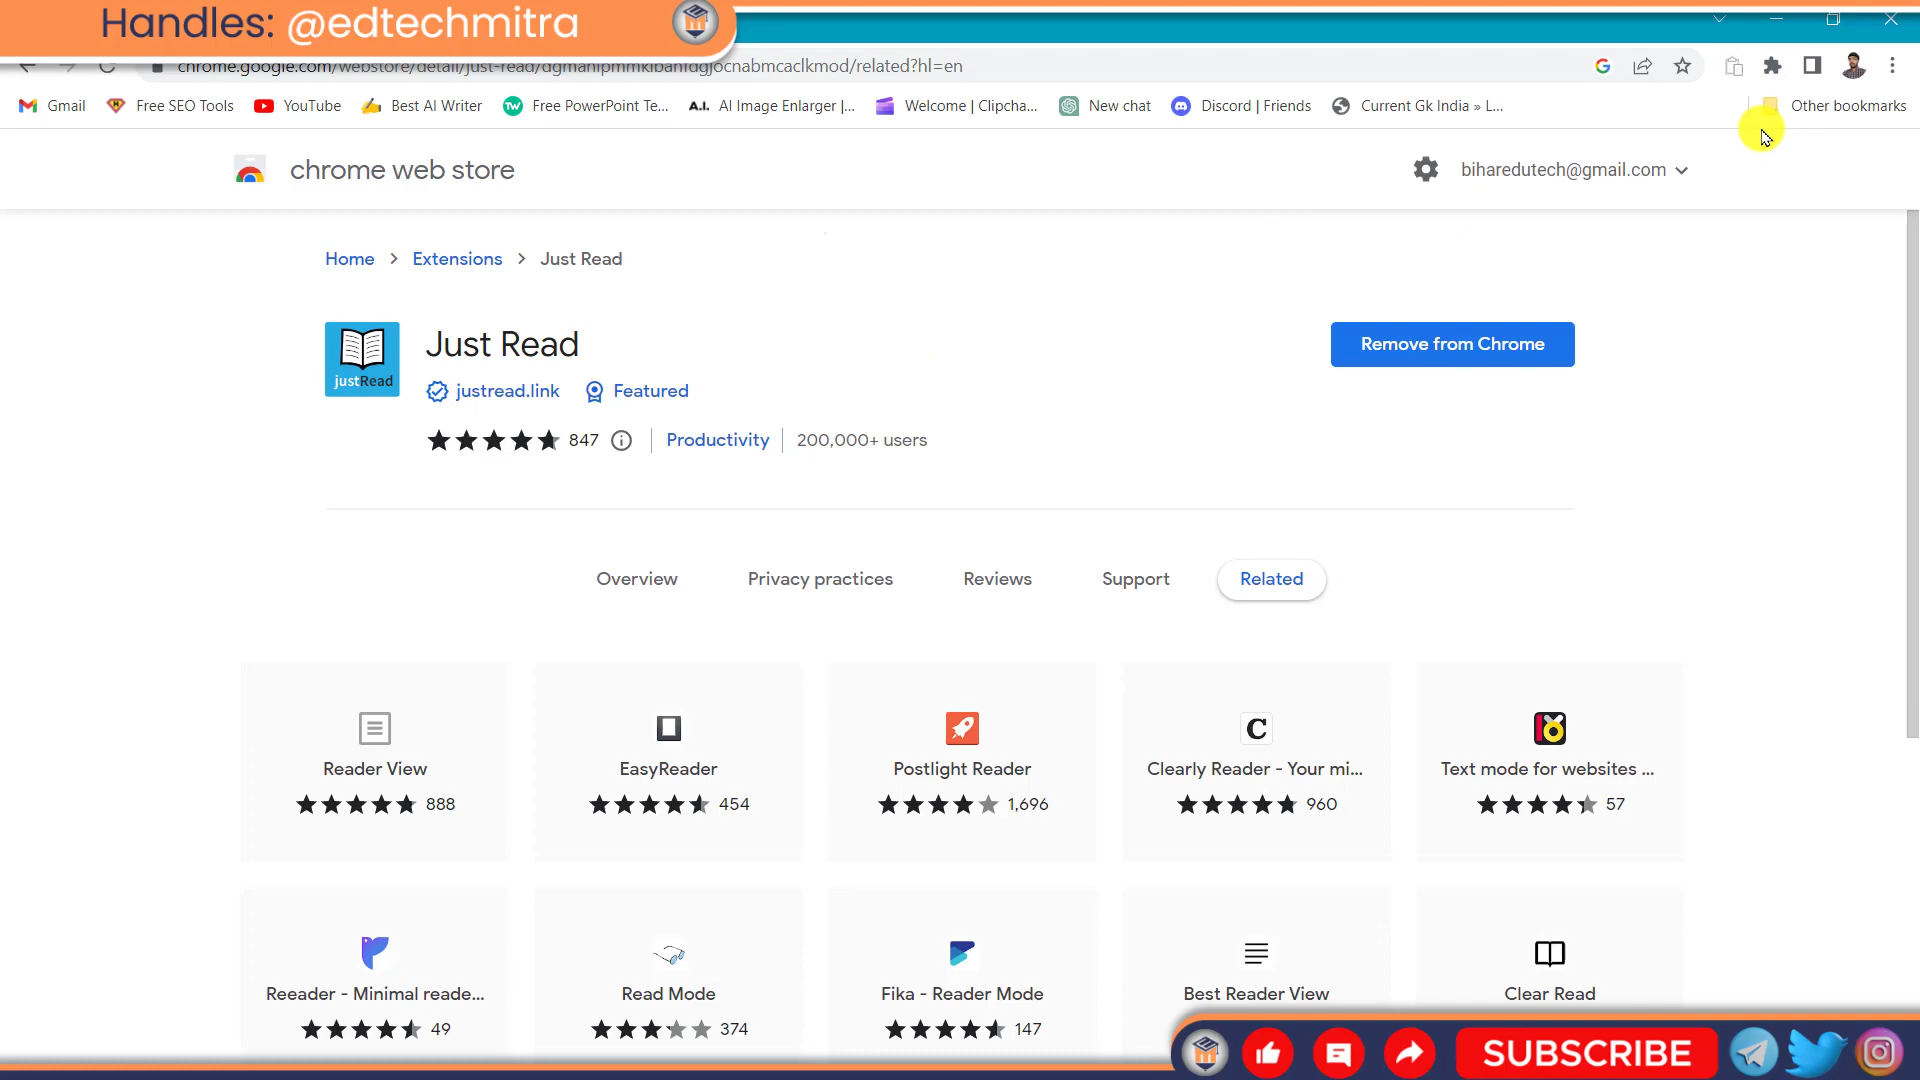 Handles: @edtechmitra
chrome.google.com/webstore/detail/just-read/dgmanlpmmkibanfdgjocnabmcaclkmod/related?hl=en
Gmail Free SEO Tools YouTube Best AI Writer Free PowerPoint Te... A.I. AI Image Enlarger |... Welcome | Clipcha... New chat Discord | Friends Current Gk India » L... Other bookmarks
chrome web store
biharedutech@gmail.com
Home > Extensions > Just Read
justRead
Just Read
Remove from Chrome
justread.link Featured
847 Productivity 200,000+ users
Overview Privacy practices Reviews Support Related
Reader View EasyReader Postlight Reader Clearly Reader - Your mi... Text mode for websites ...
888 454 1,696 960 57
Reeader - Minimal reade... Read Mode Fika - Reader Mode Best Reader View Clear Read
49 374 147
SUBSCRIBE